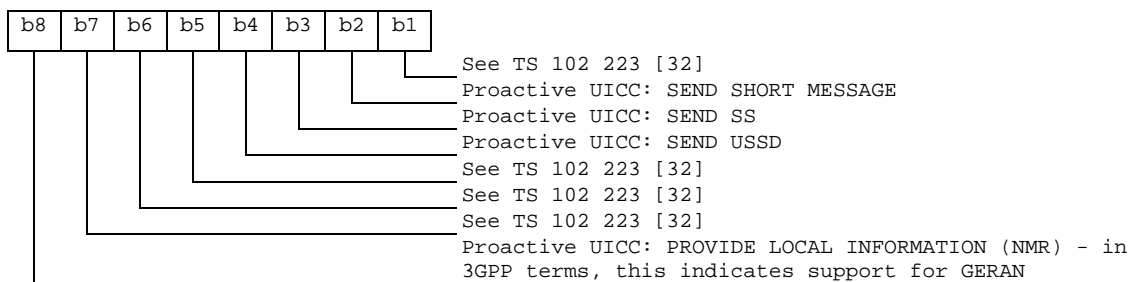 b8 b7 b6 b5 b4 b3 b2 b1
See TS 102 223 [32]
Proactive UICC: SEND SHORT MESSAGE
Proactive UICC: SEND SS
Proactive UICC: SEND USSD
See TS 102 223 [32]
See TS 102 223 [32]
See TS 102 223 [32]
Proactive UICC: PROVIDE LOCAL INFORMATION (NMR) - in
3GPP terms, this indicates support for GERAN